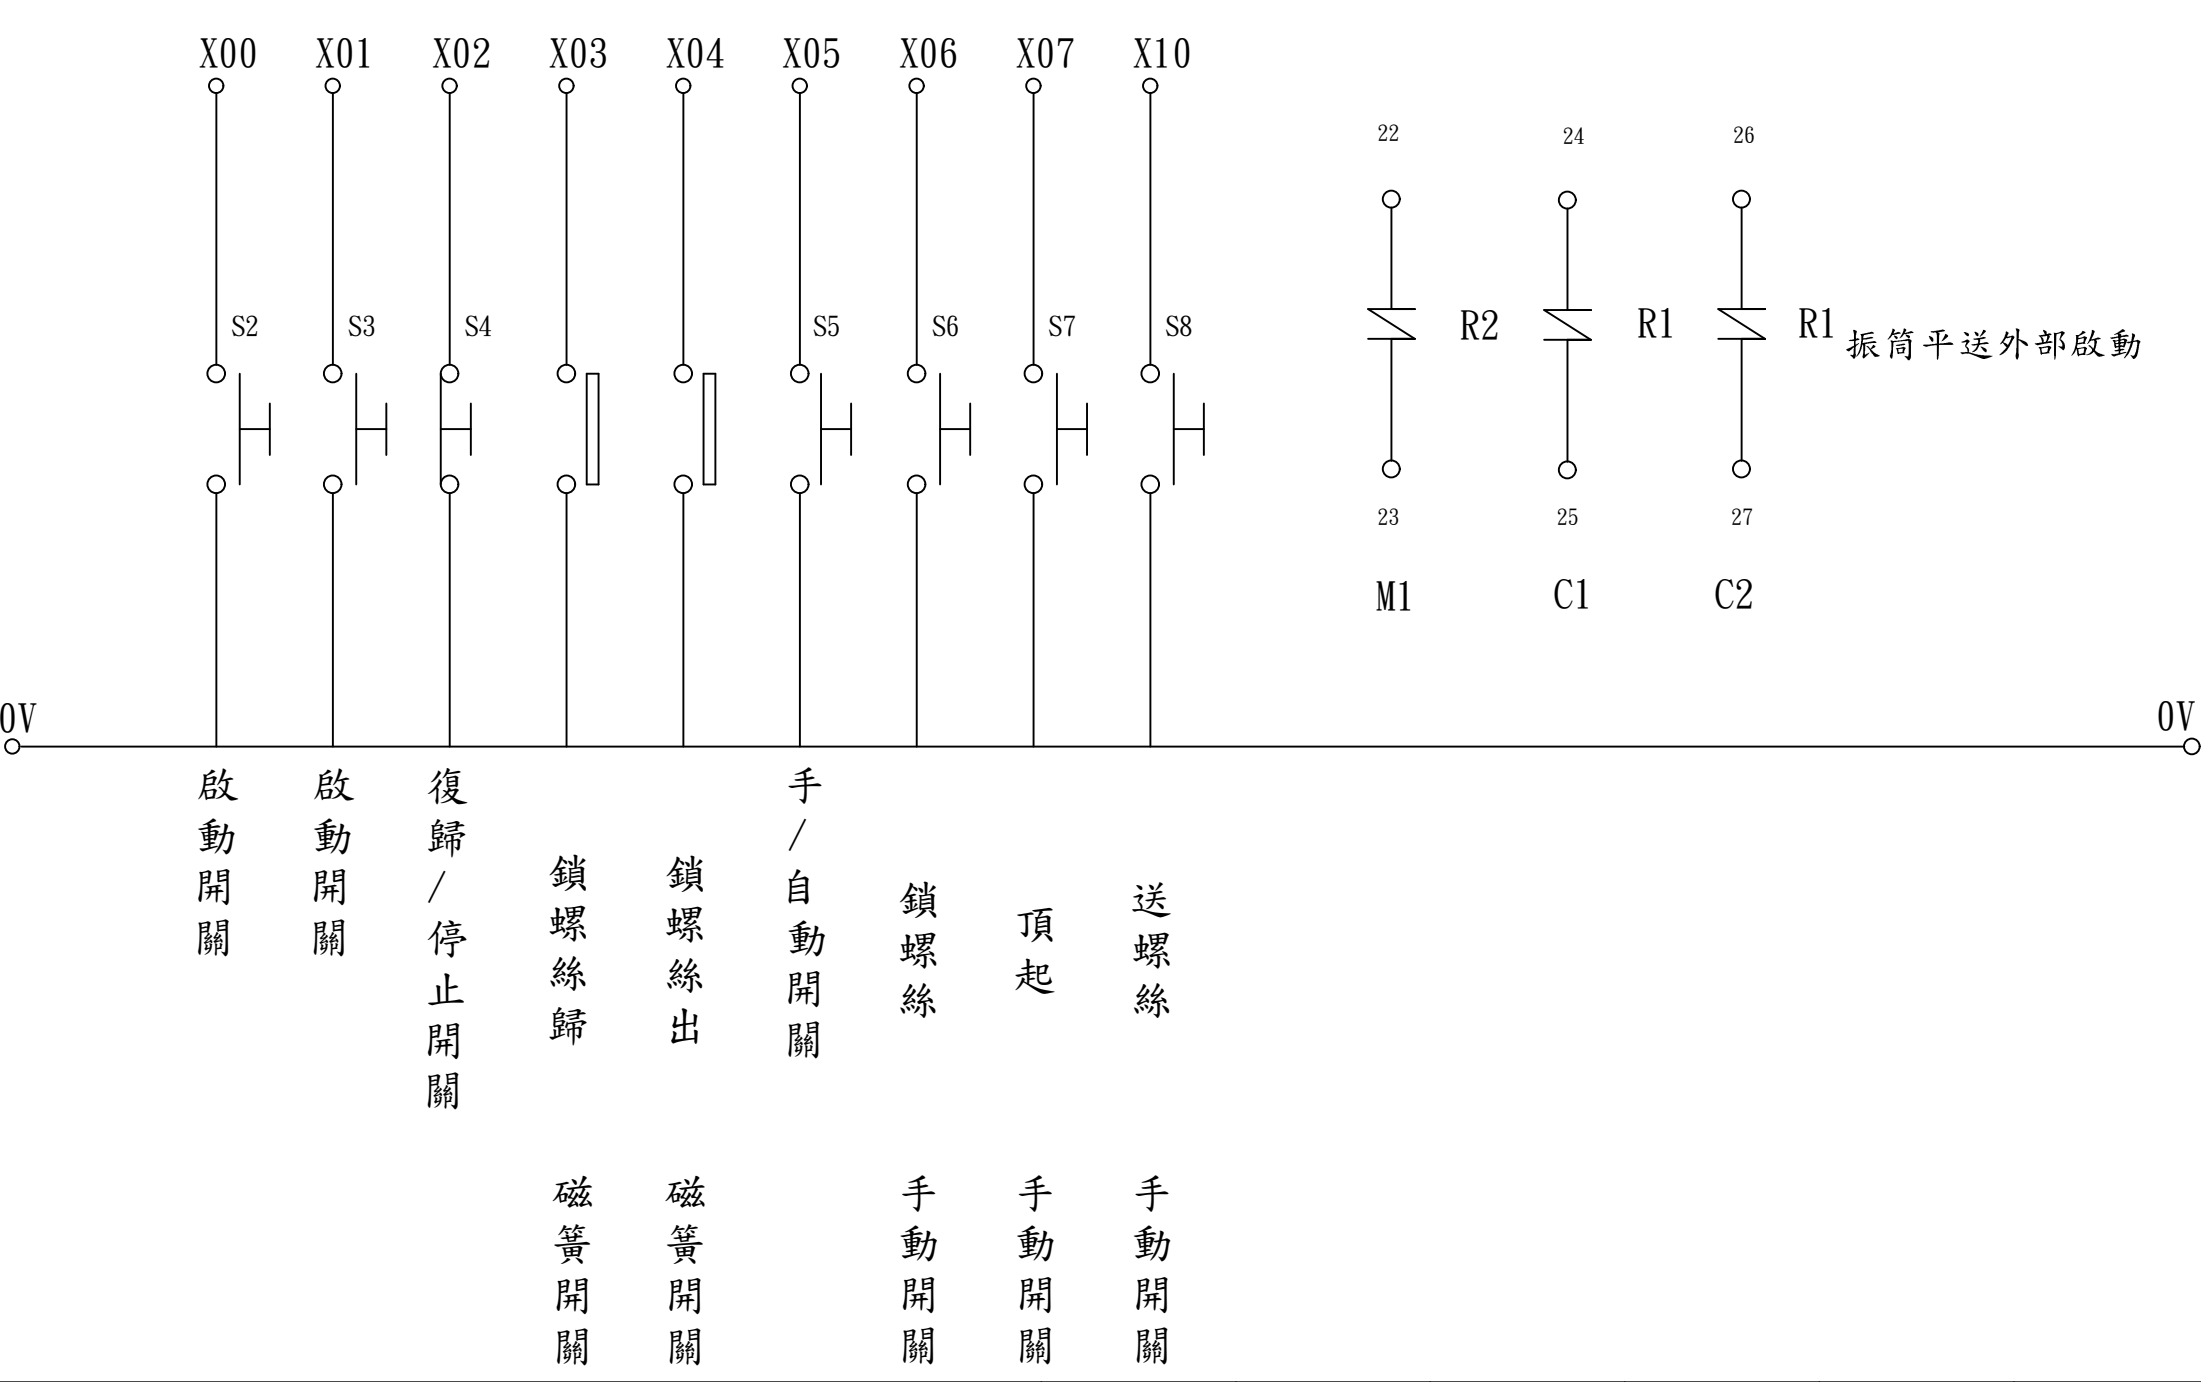 X00 X01 X02 X03 X04 X05 X06 X07 X10
22 24 26
S2 S3 S4 S5 S6 S7 S8
R2 R1 R1 振筒平送外部啟動
23 25 27
M1 C1 C2
0V 0V
啟動開關
啟動開關
復歸/停止開關
鎖螺絲歸 磁簧開關
鎖螺絲出 磁簧開關
手/自動開關
鎖螺絲 手動開關
頂起 手動開關
送螺絲 手動開關